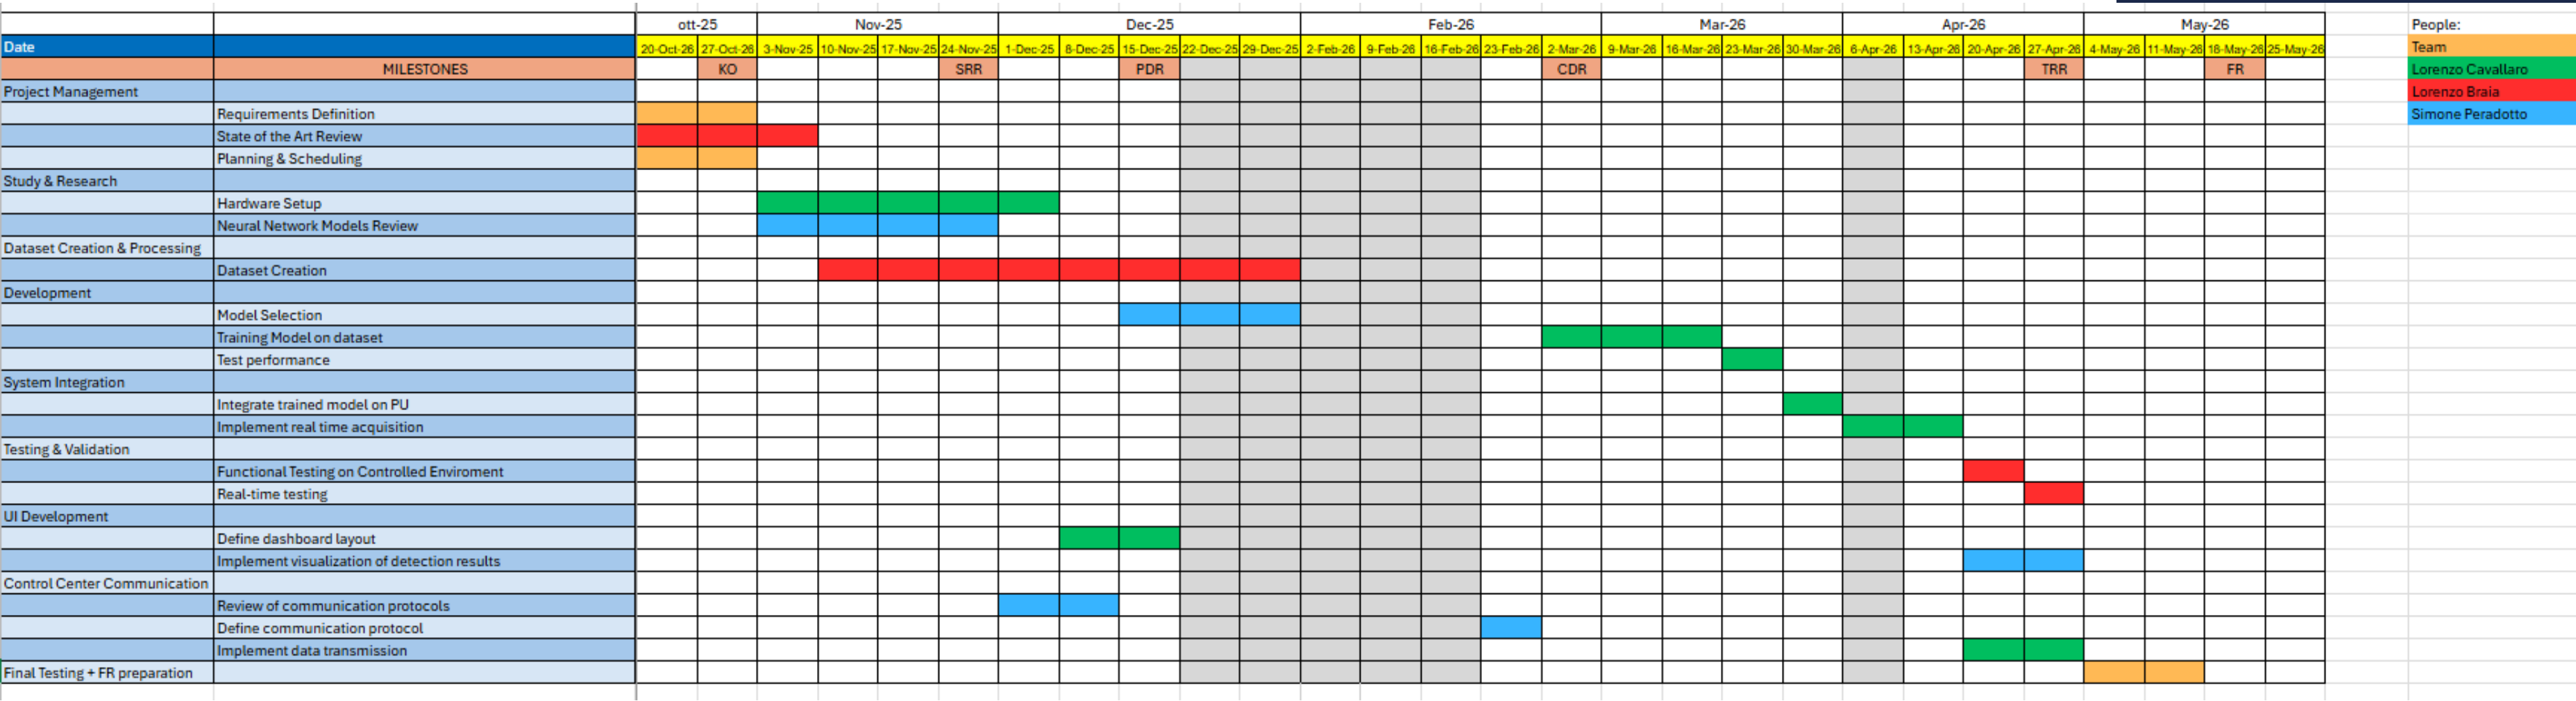 ott-25 Nov-25 Dec-25 Feb-26 Mar-26 Apr-26 May-26 People:
Date 20-Oct-26 27-Oct-26 3-Nov-25 10-Nov-25 17-Nov-25 24-Nov-25 1-Dec-25 8-Dec-25 15-Dec-25 22-Dec-25 29-Dec-25 2-Feb-26 9-Feb-26 16-Feb-26 23-Feb-26 2-Mar-26 9-Mar-26 16-Mar-26 23-Mar-26 30-Mar-26 6-Apr-26 13-Apr-26 20-Apr-26 27-Apr-26 4-May-26 11-May-26 18-May-26 25-May-26 Team
MILESTONES KO SRR PDR CDR TRR FR Lorenzo Cavallaro
Project Management Lorenzo Braia
Requirements Definition Simone Peradotto
State of the Art Review
Planning & Scheduling
Study & Research
Hardware Setup
Neural Network Models Review
Dataset Creation & Processing
Dataset Creation
Development
Model Selection
Training Model on dataset
Test performance
System Integration
Integrate trained model on PU
Implement real time acquisition
Testing & Validation
Functional Testing on Controlled Enviroment
Real-time testing
UI Development
Define dashboard layout
Implement visualization of detection results
Control Center Communication
Review of communication protocols
Define communication protocol
Implement data transmission
Final Testing + FR preparation